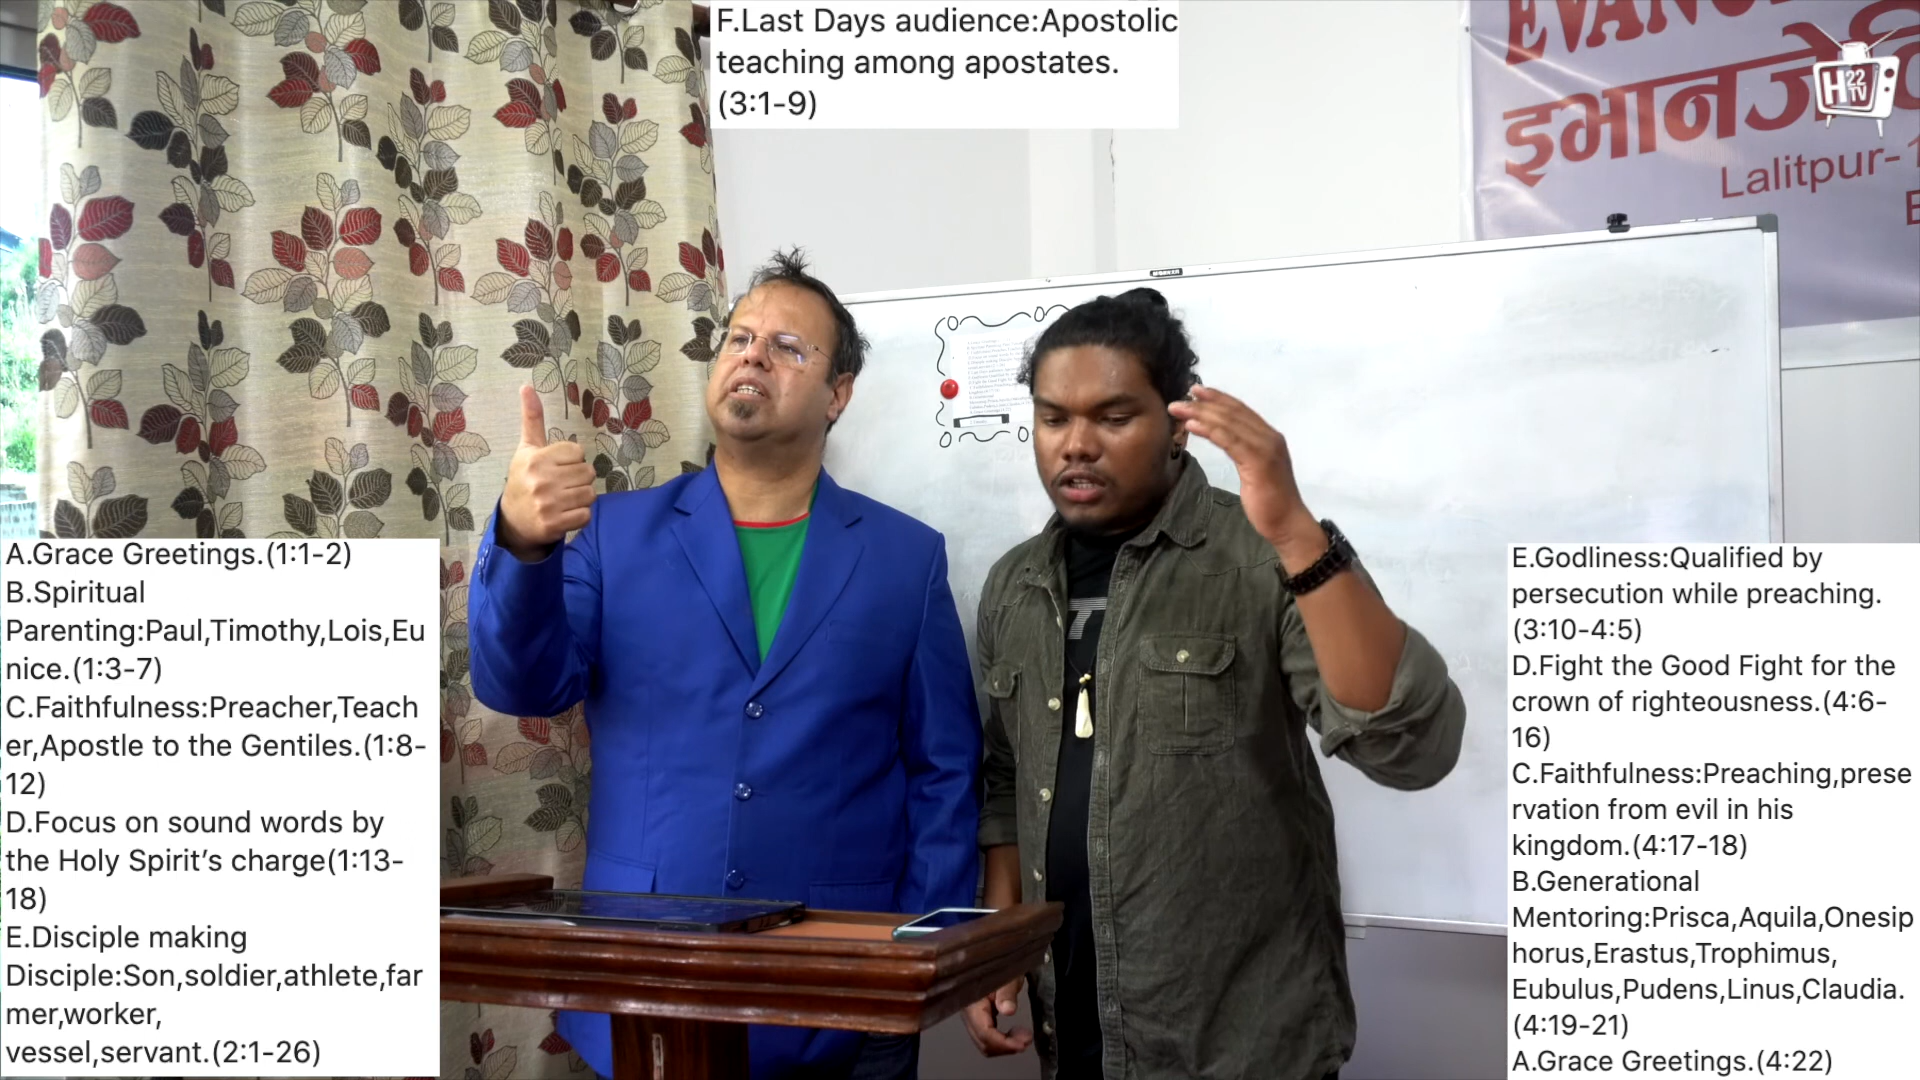 F.Last Days audience:Apostolic
teaching among apostates.
(3:1-9)
इभानजे
Lalitpur-1
H22
TV
A.Grace Greetings.(1:1-2)
B.Spiritual
Parenting:Paul,Timothy,Lois,Eu
nice.(1:3-7)
C.Faithfulness:Preacher,Teach
er,Apostle to the Gentiles.(1:8-
12)
D.Focus on sound words by
the Holy Spirit’s charge(1:13-
18)
E.Disciple making
Disciple:Son,soldier,athlete,far
mer,worker,
vessel,servant.(2:1-26)
E.Godliness:Qualified by
persecution while preaching.
(3:10-4:5)
D.Fight the Good Fight for the
crown of righteousness.(4:6-
16)
C.Faithfulness:Preaching,prese
rvation from evil in his
kingdom.(4:17-18)
B.Generational
Mentoring:Prisca,Aquila,Onesip
horus,Erastus,Trophimus,
Eubulus,Pudens,Linus,Claudia.
(4:19-21)
A.Grace Greetings.(4:22)